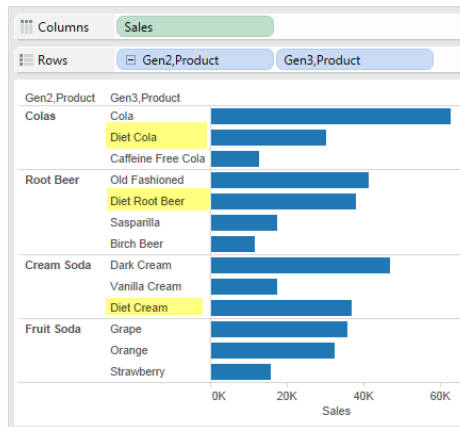 Columns Sales
Rows Gen2,Product Gen3,Product
Gen2,Product Gen3,Product
Colas Cola
Diet Cola
Caffeine Free Cola
Root Beer Old Fashioned
Diet Root Beer
Sasparilla
Birch Beer
Cream Soda Dark Cream
Vanilla Cream
Diet Cream
Fruit Soda Grape
Orange
Strawberry
0K 20K 40K 60K
Sales